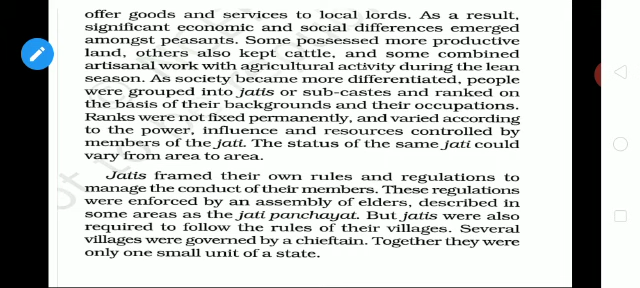 offer goods and services to local lords. As a result,
significant economic and social differences emerged
amongst peasants. Some possessed more productive
land, others also kept cattle, and some combined
artisanal work with agricultural activity during the lean
season. As society became more differentiated, people
were grouped into jatis or sub-castes and ranked on
the basis of their backgrounds and their occupations.
Ranks were not fixed permanently, and varied according
to the power, influence and resources controlled by
members of the jati. The status of the same jati could
vary from area to area.
Jatis framed their own rules and regulations to
manage the conduct of their members. These regulations
were enforced by an assembly of elders, described in
some areas as the jati panchayat. But jatis were also
required to follow the rules of their villages. Several
villages were governed by a chieftain. Together they were
only one small unit of a state.